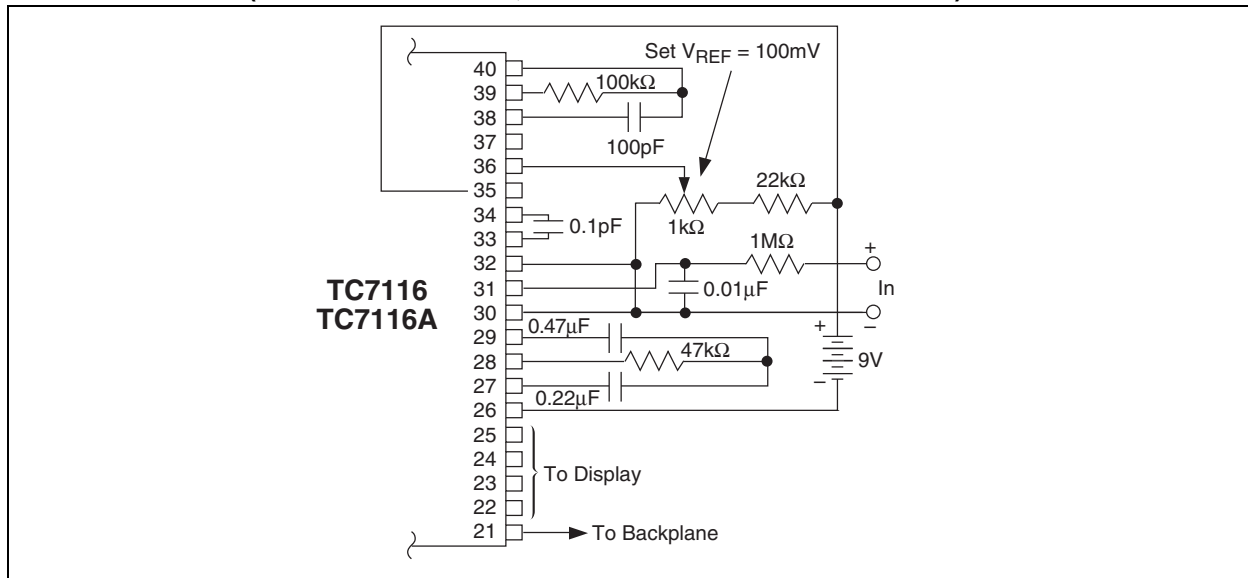 Set VREF = 100mV
40
39
100kΩ
38
100pF
37
36
22kΩ
35
1kΩ
34
0.1pF
33
1MΩ
+
32
In
31
0.01μF
TC7116
TC7116A
30
–
29
0.47μF
+
28
47kΩ
9V
27
0.22μF
–
26
25
24
To Display
23
22
21
To Backplane